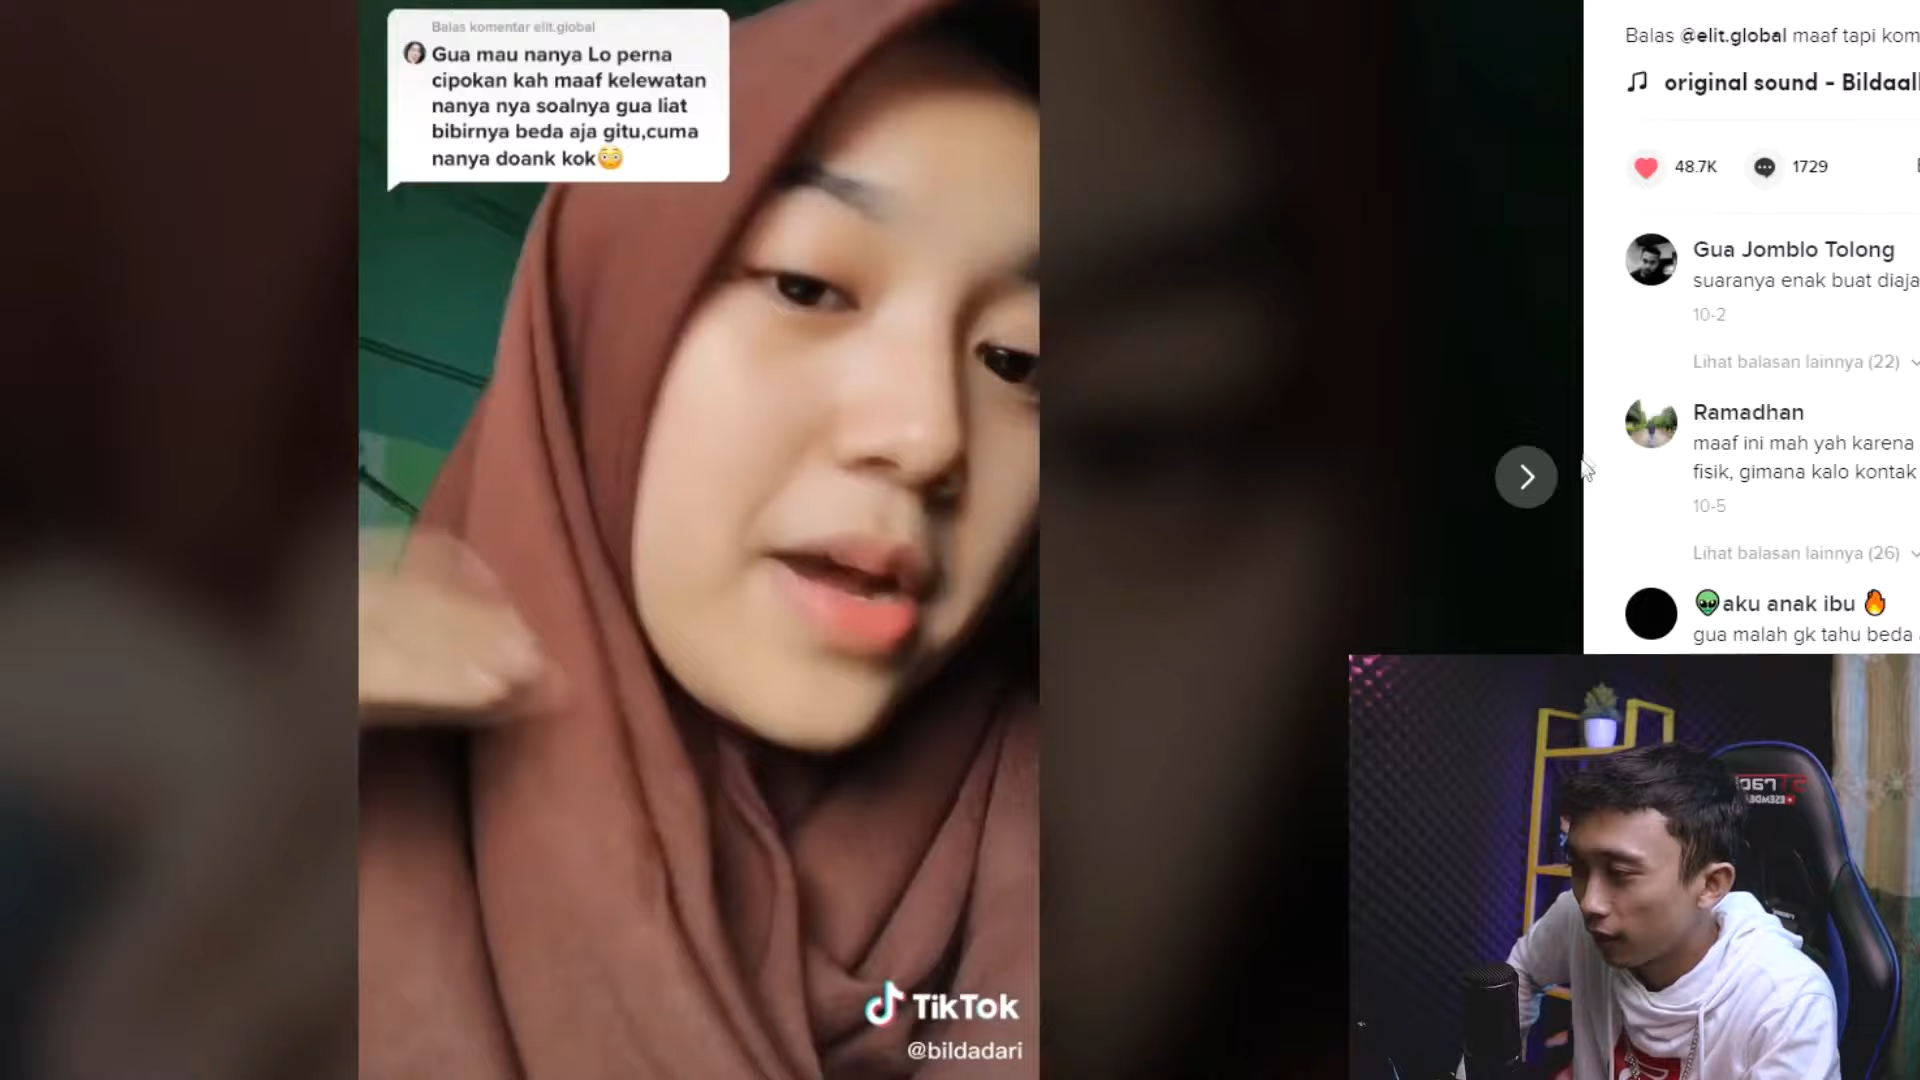 Balas komentar elit.global
Gua mau nanya Lo perna
cipokan kah maaf kelewatan
nanya nya soalnya gua liat
bibirnya beda aja gitu,cuma
nanya doank kok😳
TikTok
@bildadari
Balas @elit.global maaf tapi kom
original sound - Bildaal
48.7K
1729
Gua Jomblo Tolong
suaranya enak buat diaja
10-2
Lihat balasan lainnya (22)
Ramadhan
maaf ini mah yah karena
fisik, gimana kalo kontak
10-5
Lihat balasan lainnya (26)
👽aku anak ibu🔥
gua malah gk tahu beda